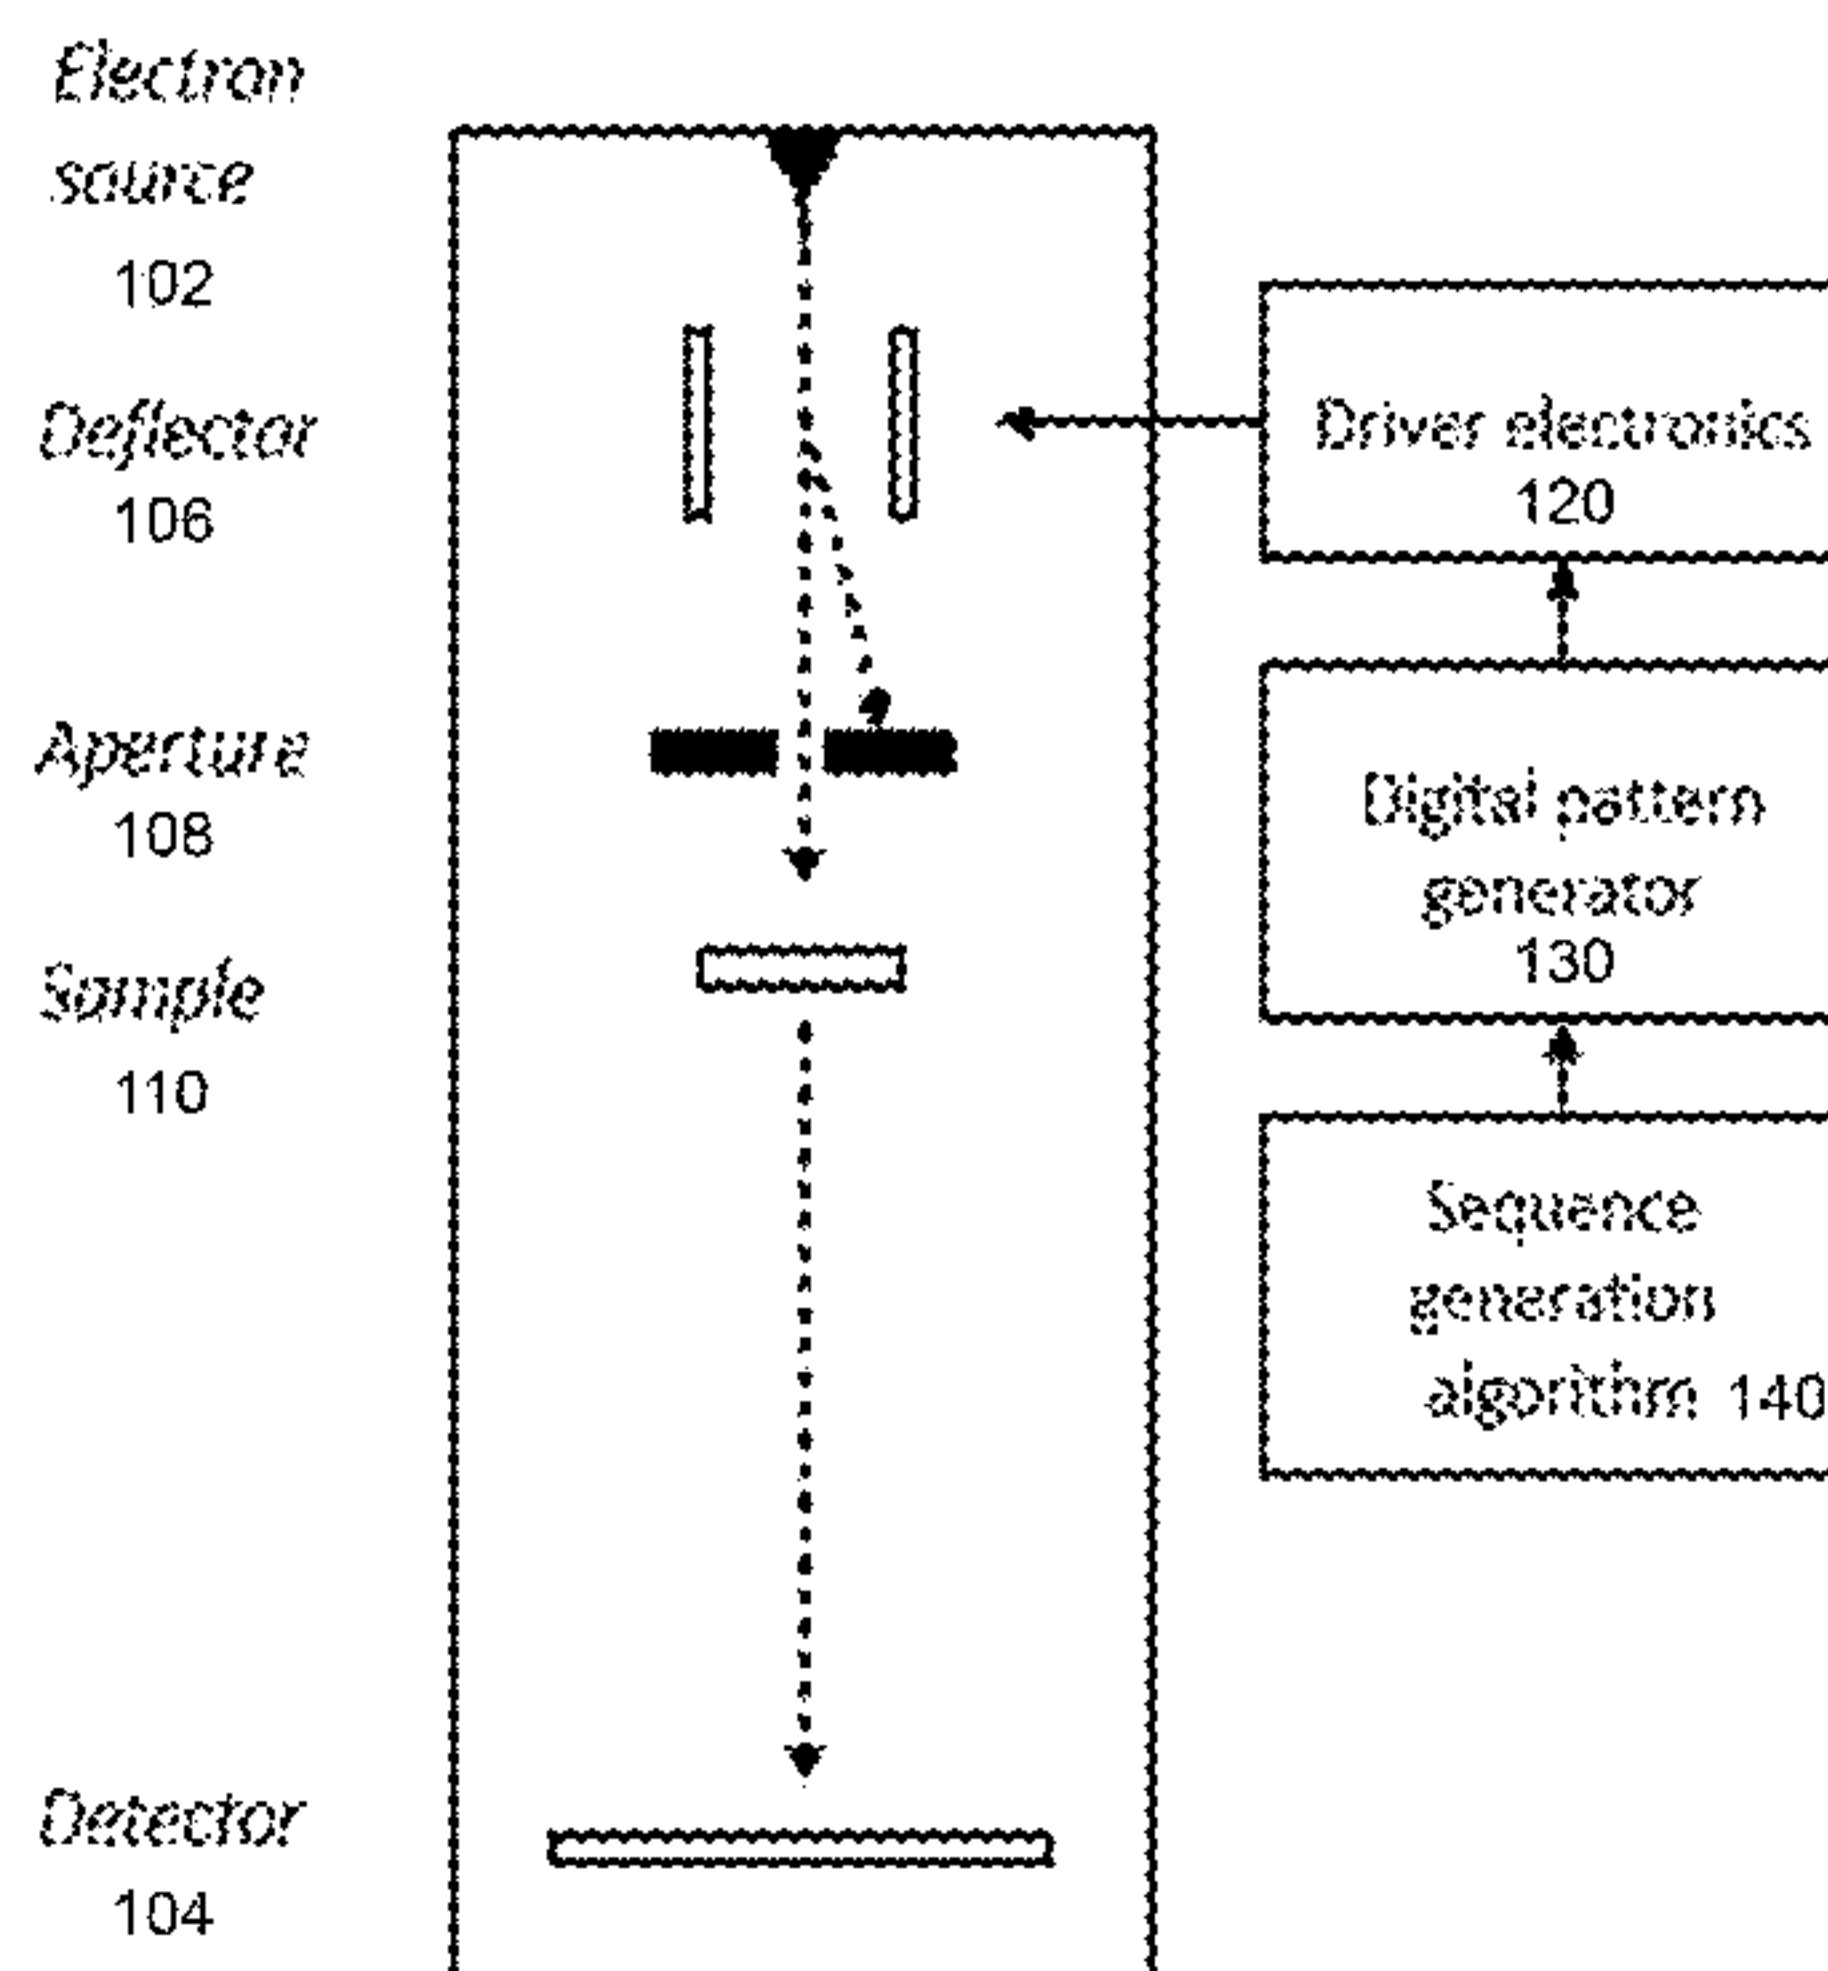 Electron
source
102
Deflector
106
Aperture
108
Sample
110
Detector
104
Driver electronics
120
Digital pattern
generator
130
Sequence
generation
algorithm 140